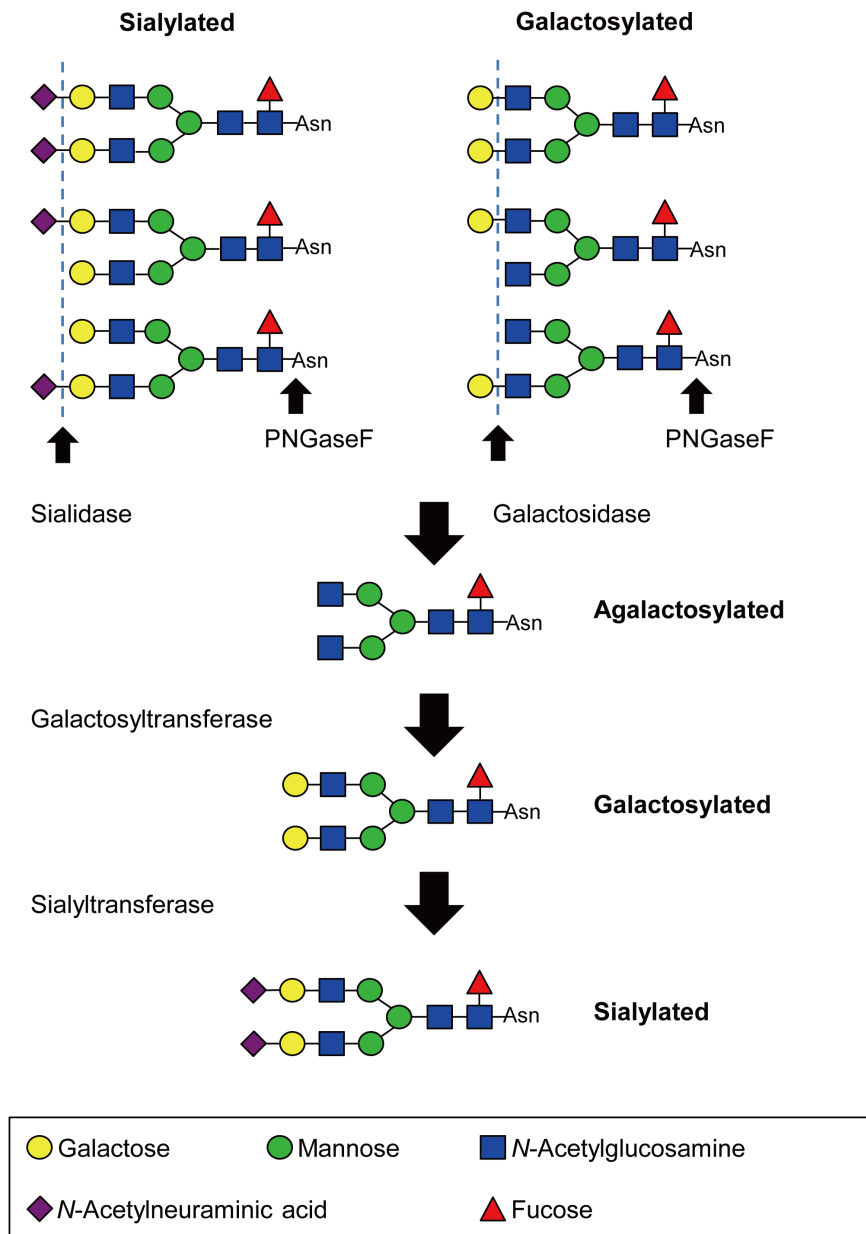 Sialylated Galactosylated
Asn Asn
Asn Asn
Asn Asn
PNGaseF PNGaseF
Sialidase Galactosidase
Asn Agalactosylated
Galactosyltransferase
Asn Galactosylated
Sialyltransferase
Asn Sialylated
Galactose Mannose N-Acetylglucosamine
N-Acetylneuraminic acid Fucose